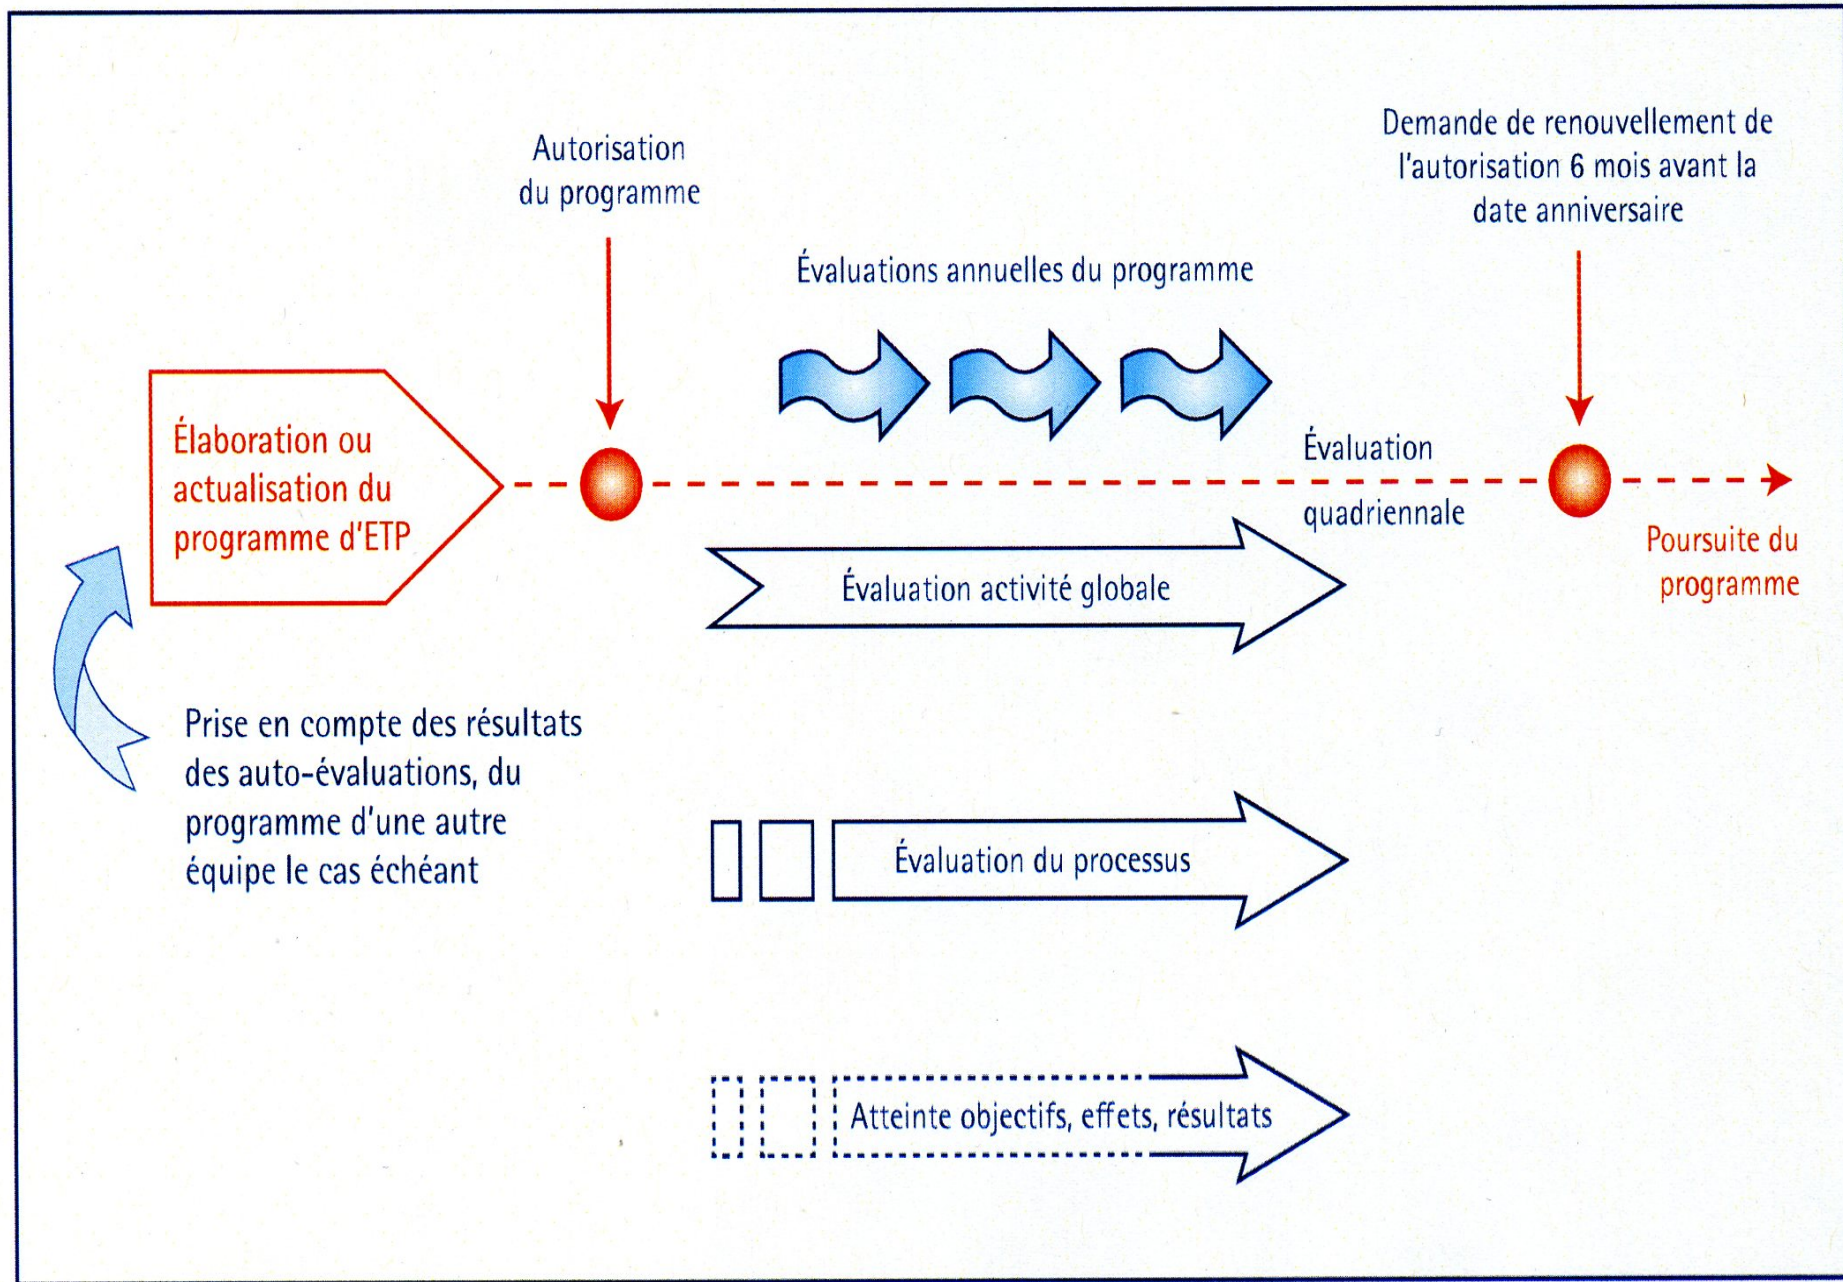 Autorisation
du programme
Demande de renouvellement de
l'autorisation 6 mois avant la
date anniversaire
Évaluations annuelles du programme
Élaboration ou
actualisation du
programme d'ETP
Évaluation
quadriennale
Poursuite du
programme
Évaluation activité globale
Prise en compte des résultats
des auto-évaluations, du
programme d'une autre
équipe le cas échéant
Évaluation du processus
Atteinte objectifs, effets, résultats